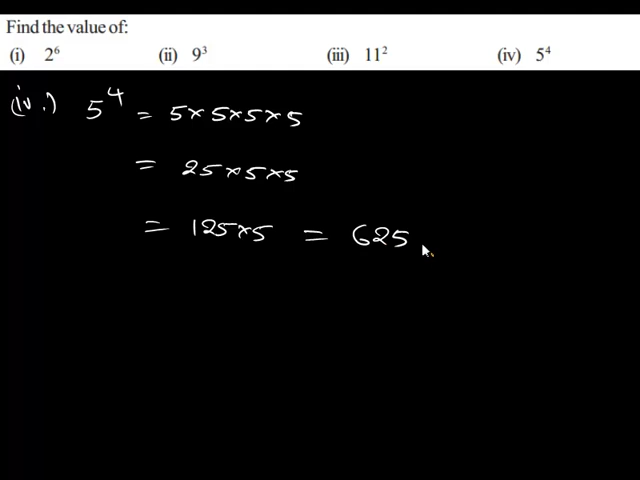 Find the value of:
(i) 2⁶ (ii) 9³ (iii) 11² (iv) 5⁴
(iv.) 5⁴ = 5×5×5×5
= 25×5×5
= 125×5 = 625